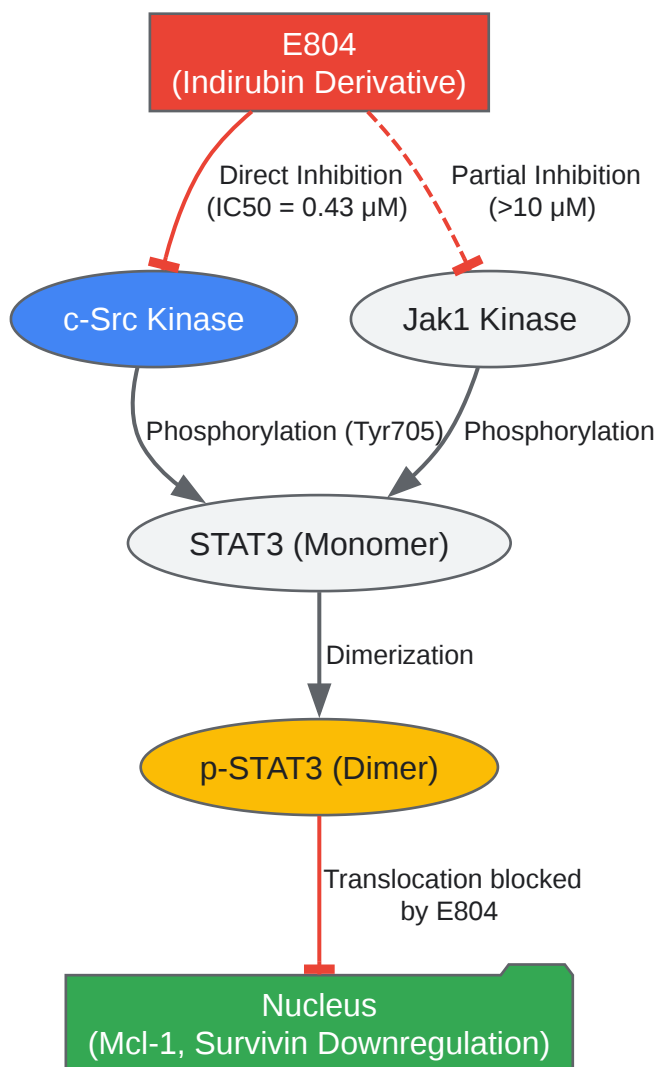 E804
(Indirubin Derivative)
Direct Inhibition
(IC50 = 0.43 μM)
Partial Inhibition
(>10 μM)
c-Src Kinase
Jak1 Kinase
Phosphorylation (Tyr705)
Phosphorylation
STAT3 (Monomer)
Dimerization
p-STAT3 (Dimer)
Translocation blocked
by E804
Nucleus
(Mcl-1, Survivin Downregulation)